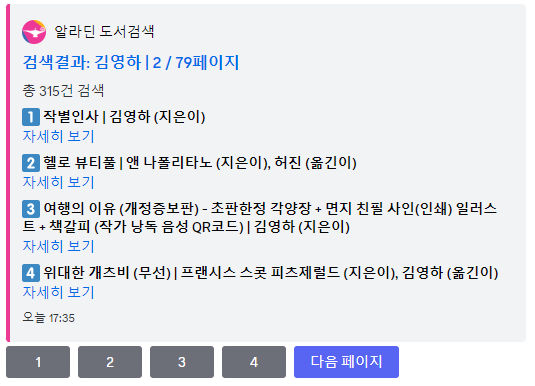 알라딘 도서검색
검색결과: 김영하 | 2 / 79페이지
총 315건 검색
1 작별인사 | 김영하 (지은이)
자세히 보기
2 헬로 뷰티풀 | 앤 나폴리타노 (지은이), 허진 (옮긴이)
자세히 보기
3 여행의 이유 (개정증보판) - 초판한정 각양장 + 면지 친필 사인(인쇄) 일러스
트 + 책갈피 (작가 낭독 음성 QR코드) | 김영하 (지은이)
자세히 보기
4 위대한 개츠비 (무선) | 프랜시스 스콧 피츠제럴드 (지은이), 김영하 (옮긴이)
자세히 보기
오늘 17:35
1 2 3 4 다음 페이지